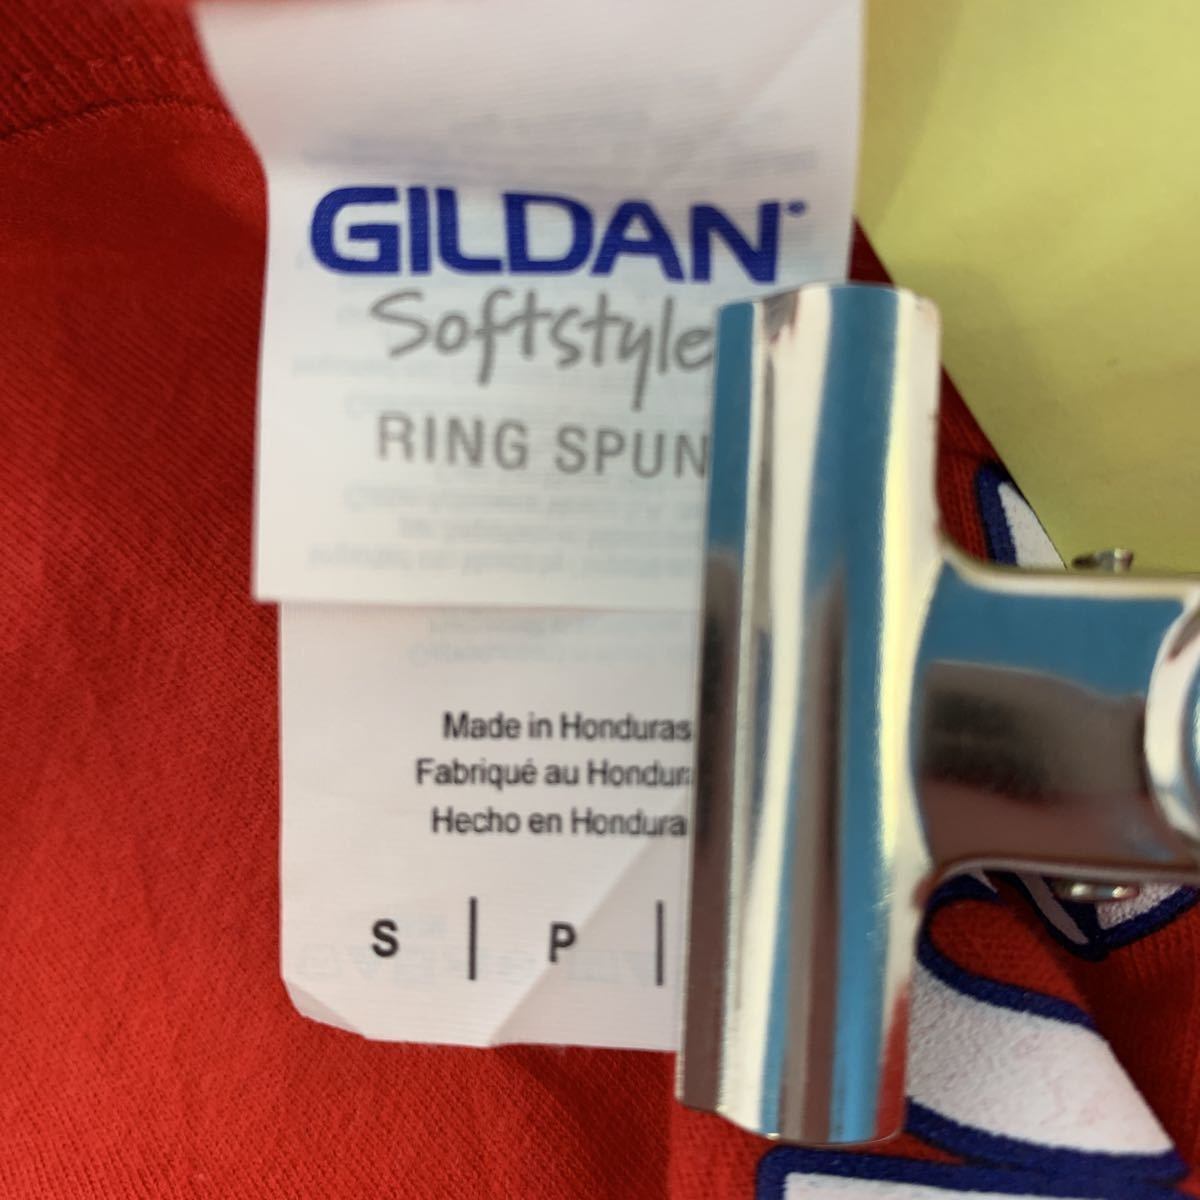 GILDAN
Softstyle
RING SPUN
Made in Honduras
Fabriqué au Hondura
Hecho en Hondura
S | P |